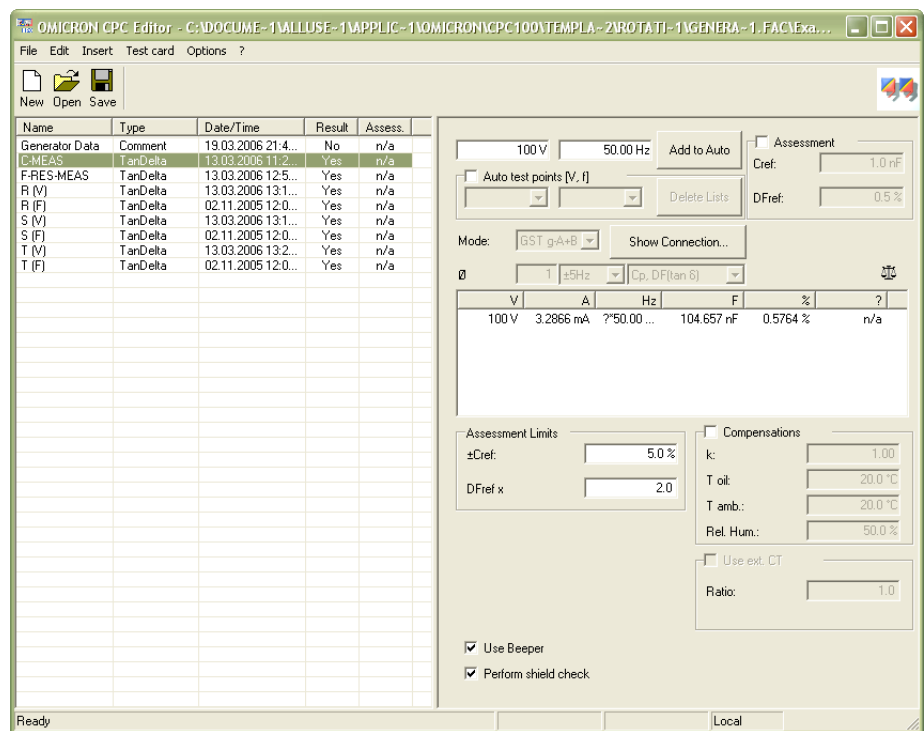 OMICRON CPC Editor - C:\DOCUME~1\ALLUSE~1\APPLIC~1\OMICRON\CPC100\TEMPLA~2\ROTATI~1\GENERA~1.FAC\Exa...
File Edit Insert Test card Options ?
New Open Save
Name Type Date/Time Result Assess.
Generator Data Comment 19.03.2006 21:4... No n/a
C-MEAS TanDelta 13.03.2006 11:2... Yes n/a
F-RES-MEAS TanDelta 13.03.2006 12:5... Yes n/a
R (V) TanDelta 13.03.2006 13:1... Yes n/a
R (F) TanDelta 02.11.2005 12:0... Yes n/a
S (V) TanDelta 13.03.2006 13:1... Yes n/a
S (F) TanDelta 02.11.2005 12:0... Yes n/a
T (V) TanDelta 13.03.2006 13:2... Yes n/a
T (F) TanDelta 02.11.2005 12:0... Yes n/a
100 V 50.00 Hz Add to Auto
Assessment
Cref: 1.0 nF
DFref: 0.5 %
Auto test points [V, f]
Delete Lists
Mode: GST g-A+B Show Connection...
Ø 1 ±5Hz Cp, DF(tan δ)
V A Hz F % ?
100 V 3.2866 mA ?*50.00 ... 104.657 nF 0.5764 % n/a
Assessment Limits
±Cref: 5.0 %
DFref x 2.0
Compensations
k: 1.00
T oil: 20.0 °C
T amb.: 20.0 °C
Rel. Hum.: 50.0 %
Use ext. CT
Ratio: 1.0
Use Beeper
Perform shield check
Ready Local